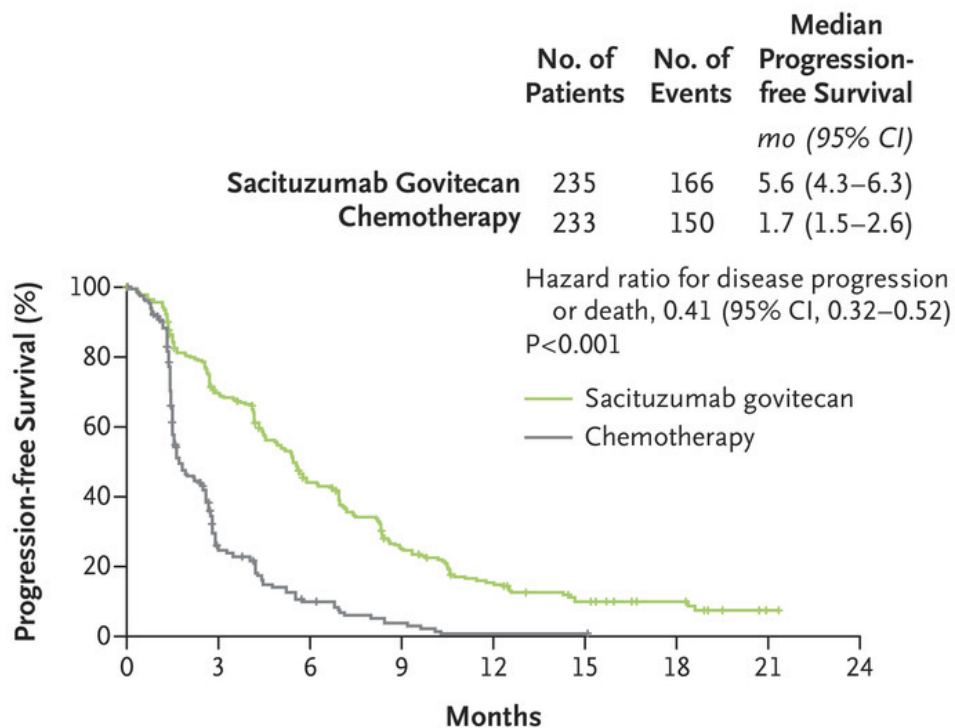 Median
No. of No. of Progression-
Patients Events free Survival
mo (95% CI)
Sacituzumab Govitecan 235 166 5.6 (4.3–6.3)
Chemotherapy 233 150 1.7 (1.5–2.6)
Hazard ratio for disease progression
or death, 0.41 (95% CI, 0.32–0.52)
P<0.001
Sacituzumab govitecan
Chemotherapy
Progression-free Survival (%)
100
80
60
40
20
0
0 3 6 9 12 15 18 21 24
Months